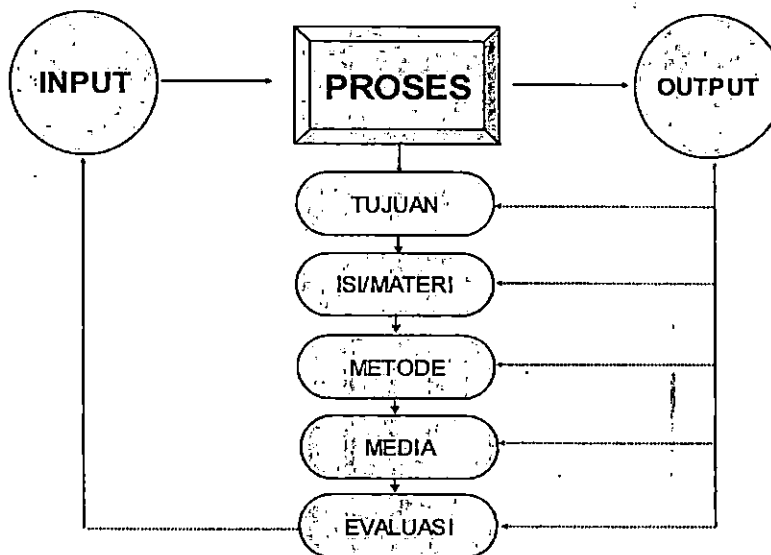 INPUT
PROSES
OUTPUT
TUJUAN
ISI/MATERI
METODE
MEDIA
EVALUASI